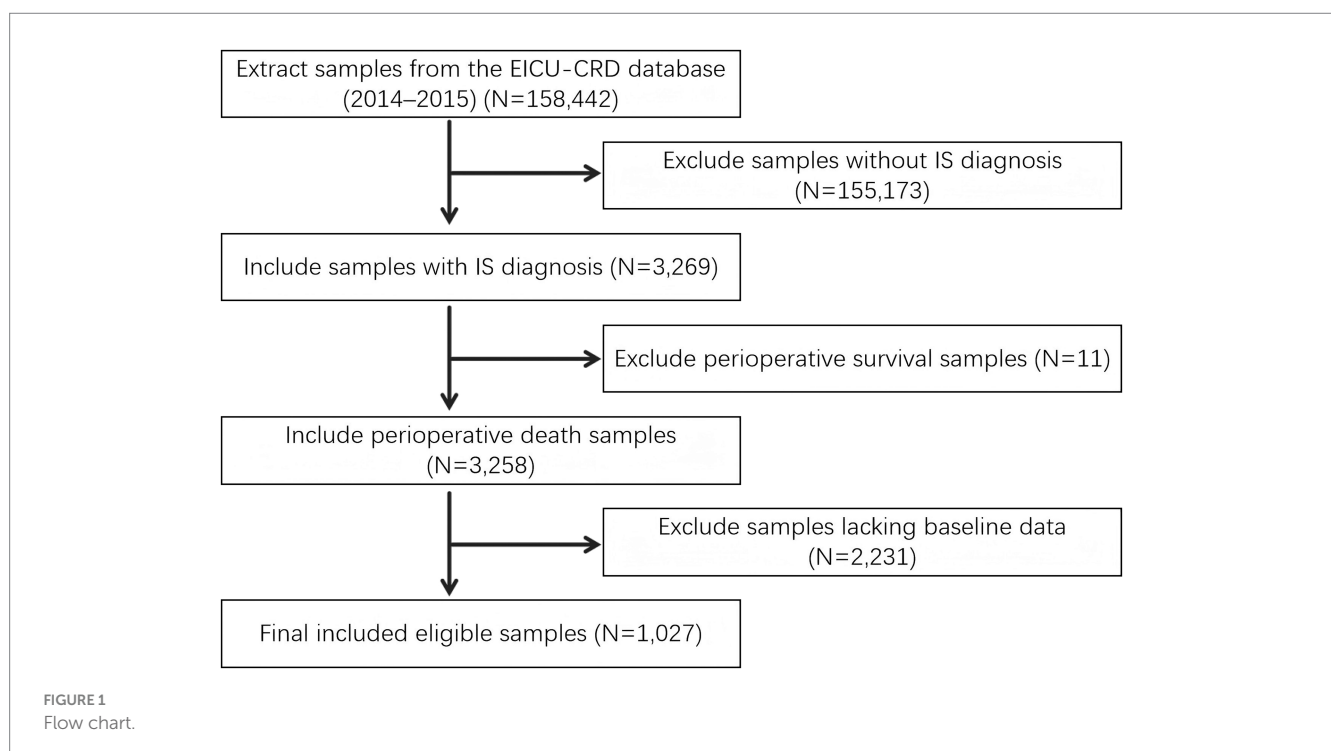 Extract samples from the EICU-CRD database
(2014–2015) (N=158,442)
Exclude samples without IS diagnosis
(N=155,173)
Include samples with IS diagnosis (N=3,269)
Exclude perioperative survival samples (N=11)
Include perioperative death samples
(N=3,258)
Exclude samples lacking baseline data
(N=2,231)
Final included eligible samples (N=1,027)
FIGURE 1
Flow chart.